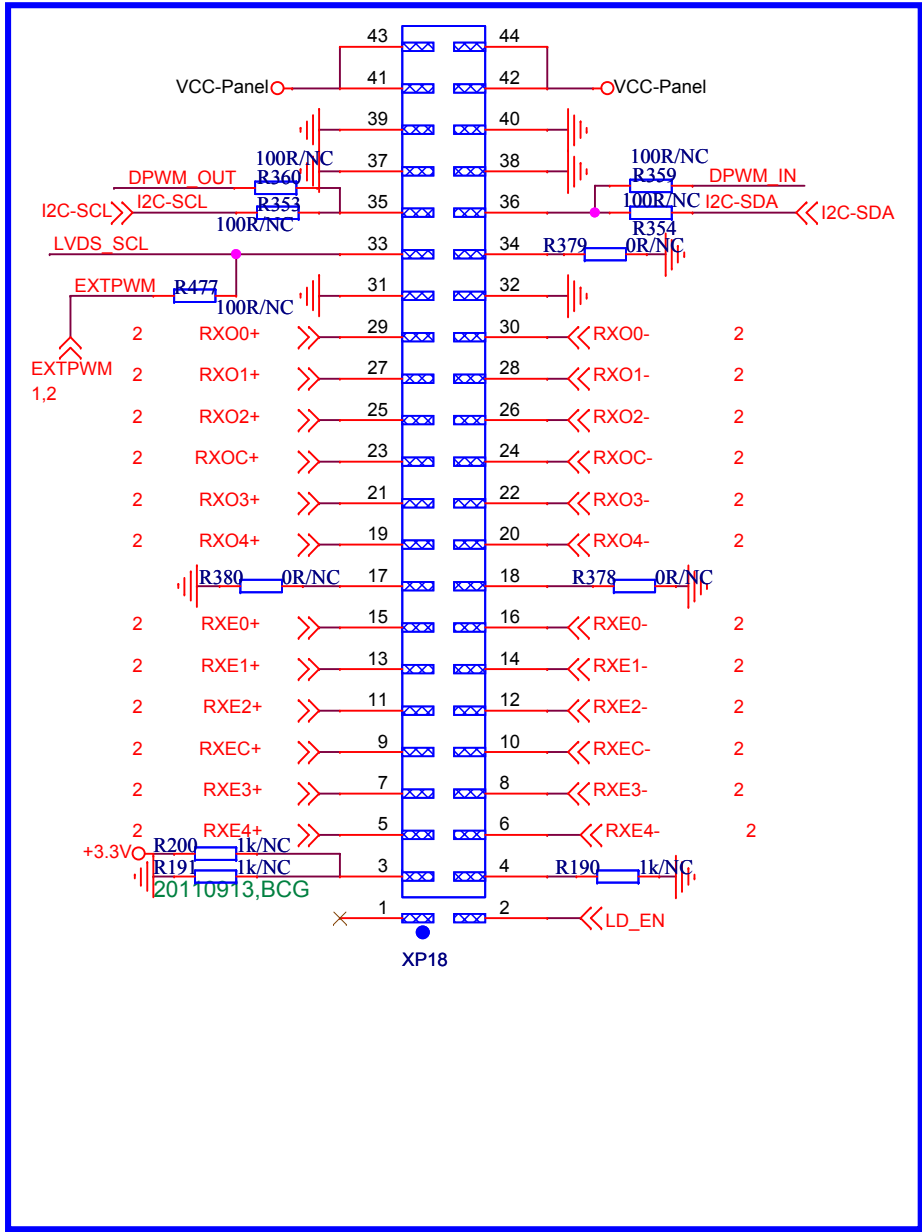 43 44
VCC-Panel 41 42 VCC-Panel
39 40
100R/NC 37 38 100R/NC
DPWM_OUT R360 R359 DPWM_IN
I2C-SCL I2C-SCL R353 35 36 100R/NC I2C-SDA I2C-SDA
100R/NC R354
LVDS_SCL 33 34 R379 0R/NC
EXTPWM R477 31 32
100R/NC
2 RXO0+ 29 30 RXO0- 2
EXTPWM
1,2
2 RXO1+ 27 28 RXO1- 2
2 RXO2+ 25 26 RXO2- 2
2 RXOC+ 23 24 RXOC- 2
2 RXO3+ 21 22 RXO3- 2
2 RXO4+ 19 20 RXO4- 2
R380 0R/NC 17 18 R378 0R/NC
2 RXE0+ 15 16 RXE0- 2
2 RXE1+ 13 14 RXE1- 2
2 RXE2+ 11 12 RXE2- 2
2 RXEC+ 9 10 RXEC- 2
2 RXE3+ 7 8 RXE3- 2
2 RXE4+ 5 6 RXE4- 2
+3.3V R200 1k/NC
R191 1k/NC 3 4 R190 1k/NC
20110913,BCG
1 2 LD_EN
XP18